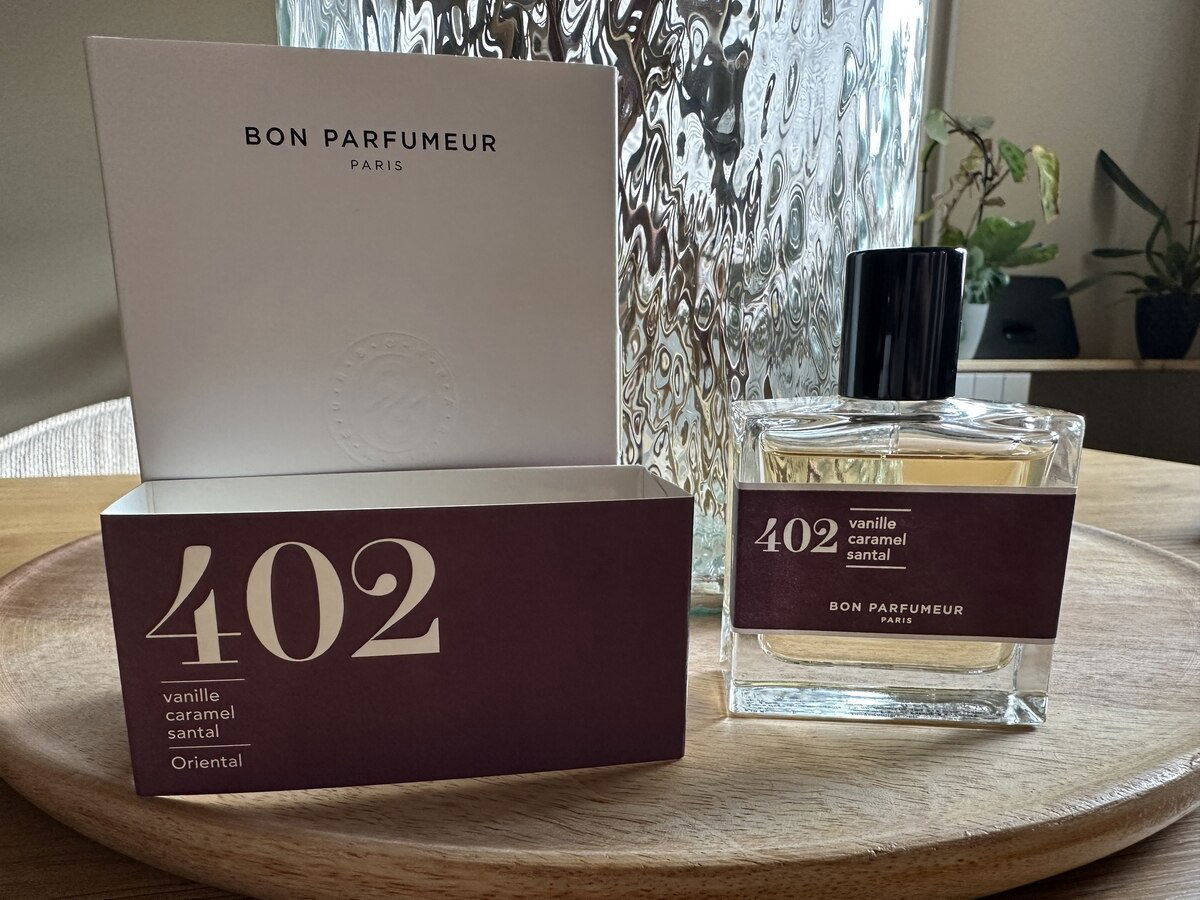 BON PARFUMEUR
PARIS
402
vanille
caramel
santal
Oriental
402
vanille
caramel
santal
BON PARFUMEUR
PARIS